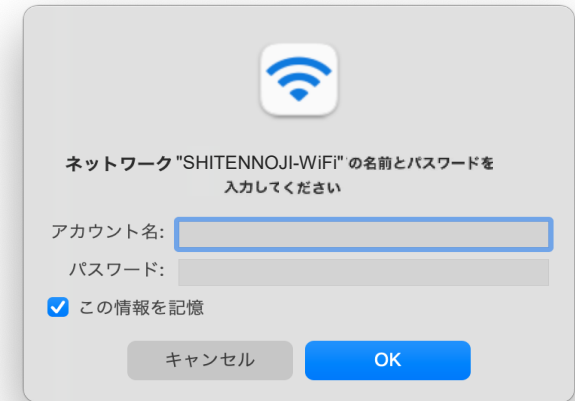 ネットワーク"SHITENNOJI-WiFi"の名前とパスワードを
入力してください
アカウント名:
パスワード:
この情報を記憶
キャンセル OK